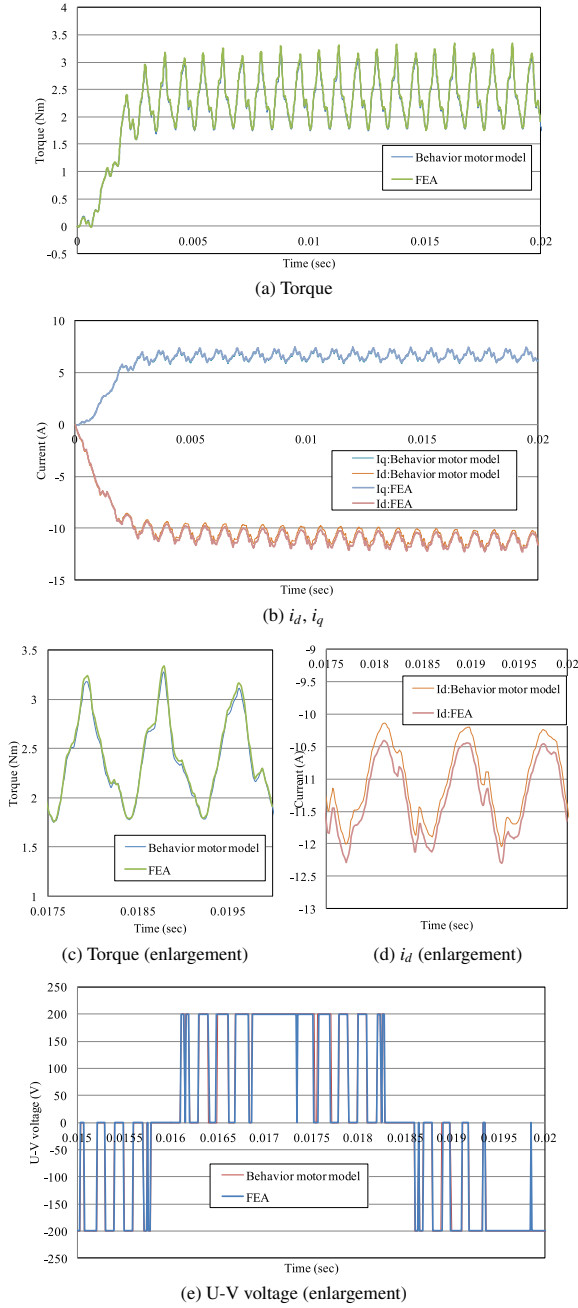 4
3.5
3
2.5
2
1.5
1
0.5
0
-0.5
Torque (Nm)
0 0.005 0.01 0.015 0.02
Behavior motor model
FEA
Time (sec)
(a) Torque
10
5
0
-5
-10
-15
Current (A)
0 0.005 0.01 0.015 0.02
Iq:Behavior motor model
Id:Behavior motor model
Iq:FEA
Id:FEA
Time (sec)
(b) i_d, i_q
3.5
3
2.5
2
1.5
1
Torque (Nm)
Behavior motor model
FEA
0.0175 0.0185 0.0195
Time (sec)
(c) Torque (enlargement)
-9
-9.5
-10
-10.5
-11
-11.5
-12
-12.5
-13
Current (A)
0.0175 0.018 0.0185 0.019 0.0195 0.02
Id:Behavior motor model
Id:FEA
Time (sec)
(d) i_d (enlargement)
250
200
150
100
50
0
-50
-100
-150
-200
-250
U-V voltage (V)
0.015 0.0155 0.016 0.0165 0.017 0.0175 0.018 0.0185 0.019 0.0195 0.02
Behavior motor model
FEA
Time (sec)
(e) U-V voltage (enlargement)